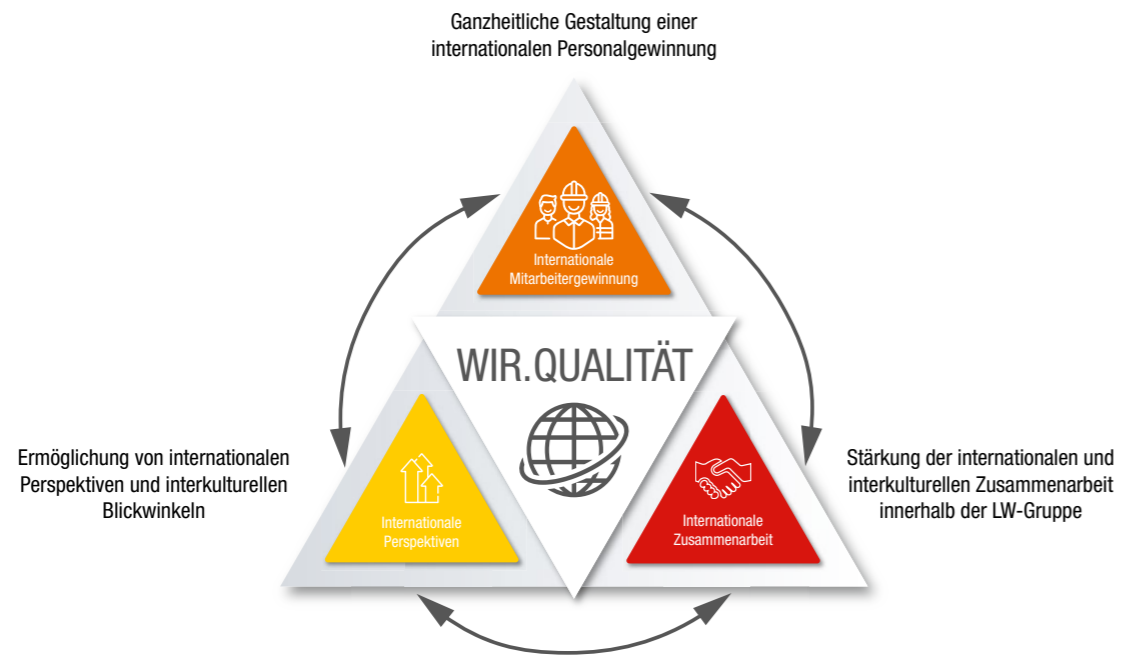 Ganzheitliche Gestaltung einer
internationalen Personalgewinnung
Internationale
Mitarbeitergewinnung
WIR.QUALITÄT
Ermöglichung von internationalen
Perspektiven und interkulturellen
Blickwinkeln
Internationale
Perspektiven
Internationale
Zusammenarbeit
Stärkung der internationalen und
interkulturellen Zusammenarbeit
innerhalb der LW-Gruppe